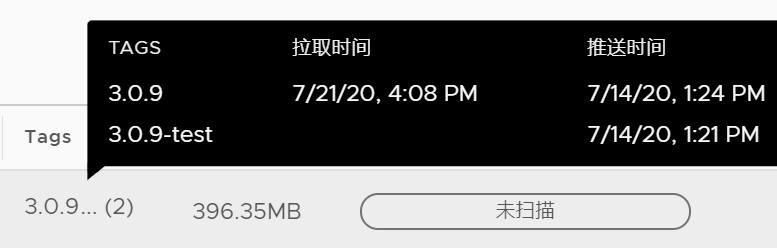 TAGS 拉取时间 推送时间
3.0.9 7/21/20, 4:08 PM 7/14/20, 1:24 PM
3.0.9-test 7/14/20, 1:21 PM
Tags
3.0.9... (2) 396.35MB 未扫描